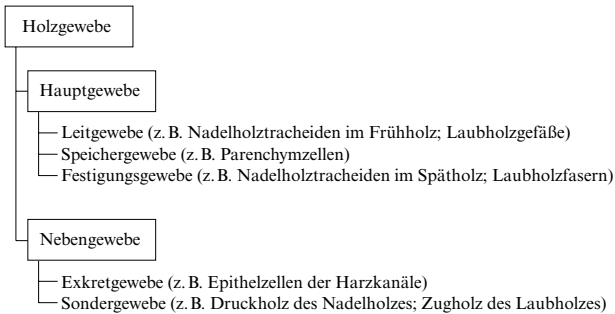 Holzgewebe
Hauptgewebe
Leitgewebe (z. B. Nadelholztracheiden im Frühholz; Laubholzgefäße)
Speichergewebe (z. B. Parenchymzellen)
Festigungsgewebe (z. B. Nadelholztracheiden im Spätholz; Laubholzfasern)
Nebengewebe
Exkretgewebe (z. B. Epithelzellen der Harzkanäle)
Sondergewebe (z. B. Druckholz des Nadelholzes; Zugholz des Laubholzes)